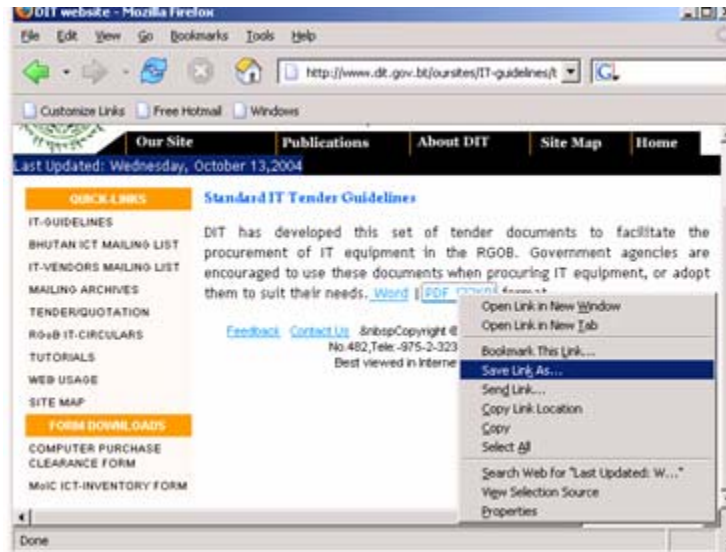 DIT website - Mozilla Firefox
File Edit View Go Bookmarks Tools Help
http://www.dit.gov.bt/oursites/IT-guidelines/t
Customize Links Free Hotmail Windows
Our Site Publications About DIT Site Map Home
Last Updated: Wednesday, October 13,2004
QUICK-LINKS
IT-GUIDELINES
BHUTAN ICT MAILING LIST
IT-VENDORS MAILING LIST
MAILING ARCHIVES
TENDER/QUOTATION
RGoB IT-CIRCULARS
TUTORIALS
WEB USAGE
SITE MAP
FORM DOWNLOADS
COMPUTER PURCHASE
CLEARANCE FORM
MoIC ICT-INVENTORY FORM
Standard IT Tender Guidelines
DIT has developed this set of tender documents to facilitate the
procurement of IT equipment in the RGOB. Government agencies are
encouraged to use these documents when procuring IT equipment, or adopt
them to suit their needs. Word | PDF format
Feedback Contact Us &nbspCopyright ©
No.482,Tele:-975-2-323
Best viewed in Interne
Open Link in New Window
Open Link in New Tab
Bookmark This Link...
Save Link As...
Send Link...
Copy Link Location
Copy
Select All
Search Web for "Last Updated: W..."
View Selection Source
Properties
Done